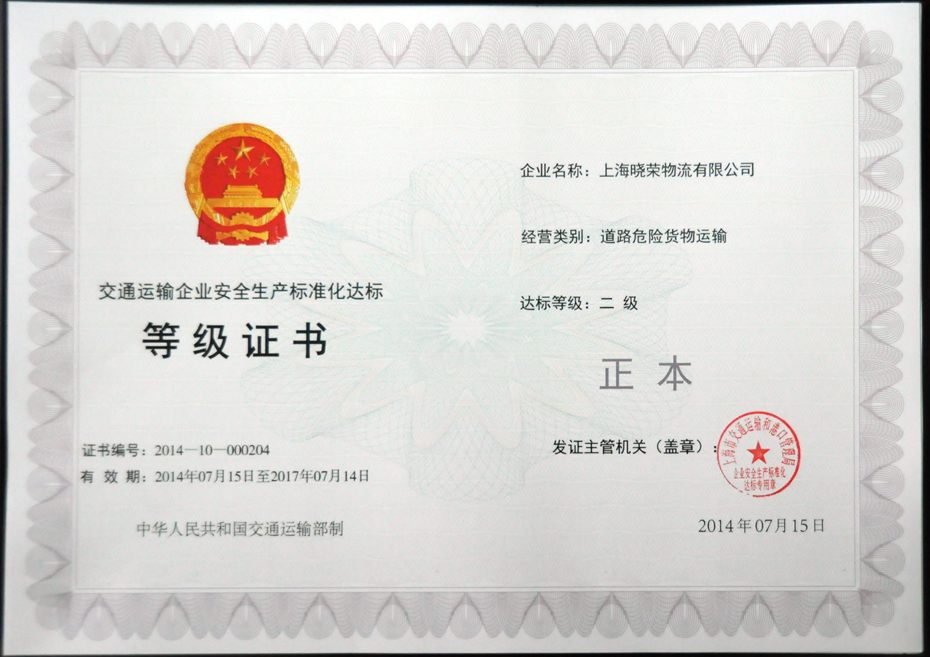 交通运输企业安全生产标准化达标
等级证书
证书编号：2014—10—000204
有 效 期：2014年07月15日至2017年07月14日
中华人民共和国交通运输部制
企业名称：上海晓荣物流有限公司
经营类别：道路危险货物运输
达标等级：二 级
正 本
发证主管机关（盖章）：
上海市交通运输和港口管理局
企业安全生产标准化
达标专用章
2014年07月15日